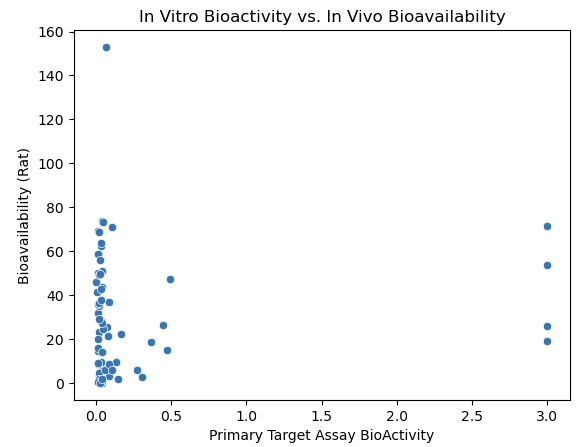 In Vitro Bioactivity vs. In Vivo Bioavailability
160
140
120
100
80
60
40
20
0
Bioavailability (Rat)
0.0 0.5 1.0 1.5 2.0 2.5 3.0
Primary Target Assay BioActivity